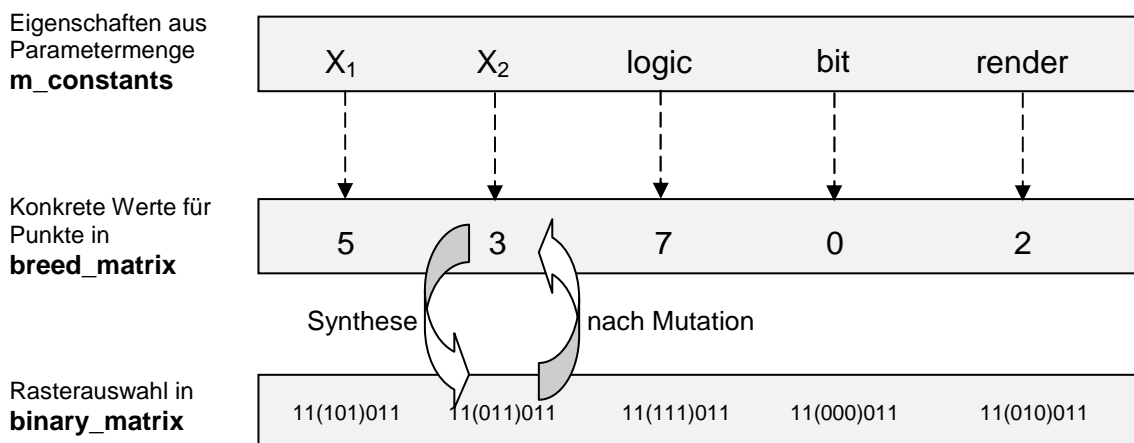 Eigenschaften aus
Parametermenge
m_constants
X₁ X₂ logic bit render
Konkrete Werte für
Punkte in
breed_matrix
5 3 7 0 2
Synthese nach Mutation
Rasterauswahl in
binary_matrix
11(101)011 11(011)011 11(111)011 11(000)011 11(010)011